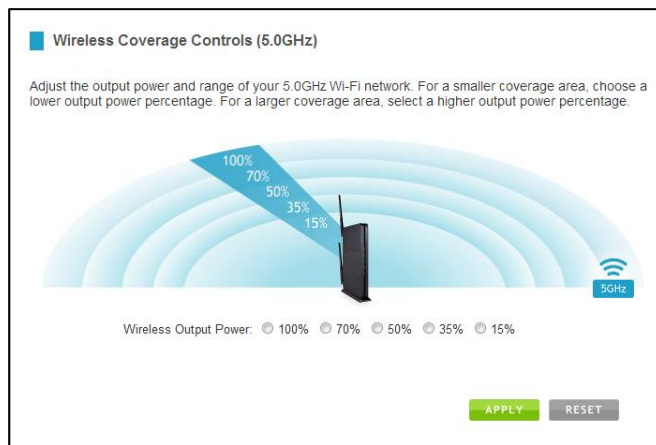 Wireless Coverage Controls (5.0GHz)
Adjust the output power and range of your 5.0GHz Wi-Fi network. For a smaller coverage area, choose a
lower output power percentage. For a larger coverage area, select a higher output power percentage.
100%
70%
50%
35%
15%
5GHz
Wireless Output Power: 100% 70% 50% 35% 15%
APPLY RESET